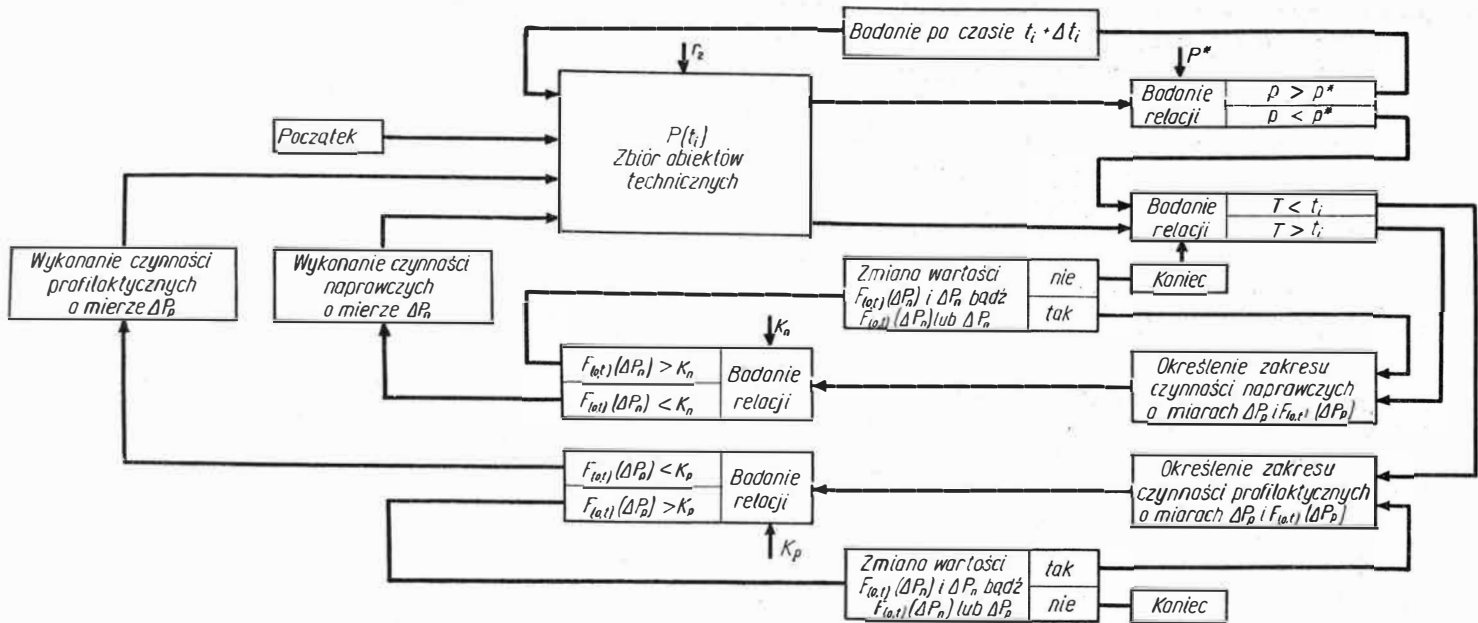 Badanie po czasie t_i + Δt_i
r_z
P*
P(t_i)
Zbiór obiektów
technicznych
Badanie
relacji
p > p*
p < p*
Początek
Badanie
relacji
T < t_i
T > t_i
Wykonanie czynności
profilaktycznych
o mierze ΔP_p
Wykonanie czynności
naprawczych
o mierze ΔP_n
Zmiana wartości
F_(o,t)(ΔP_n) i ΔP_n bądź
F_(o,t)(ΔP_n) lub ΔP_n
nie
tak
Koniec
K_n
F_(o,t)(ΔP_n) > K_n
F_(o,t)(ΔP_n) < K_n
Badanie
relacji
Określenie zakresu
czynności naprawczych
o miarach ΔP_p i F_(o,t)(ΔP_p)
F_(o,t)(ΔP_p) < K_p
F_(o,t)(ΔP_p) > K_p
Badanie
relacji
Określenie zakresu
czynności profilaktycznych
o miarach ΔP_p i F_(o,t)(ΔP_p)
K_p
Zmiana wartości
F_(o,t)(ΔP_n) i ΔP_n bądź
F_(o,t)(ΔP_n) lub ΔP_p
tak
nie
Koniec